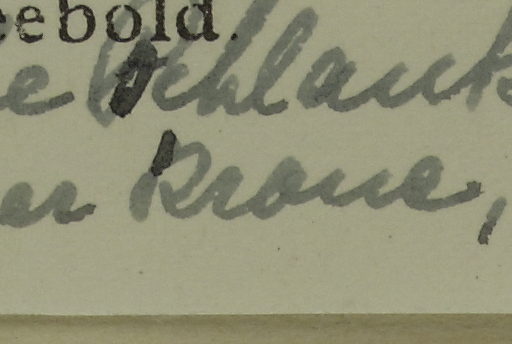 eebold.
e Schlank
er Krone,